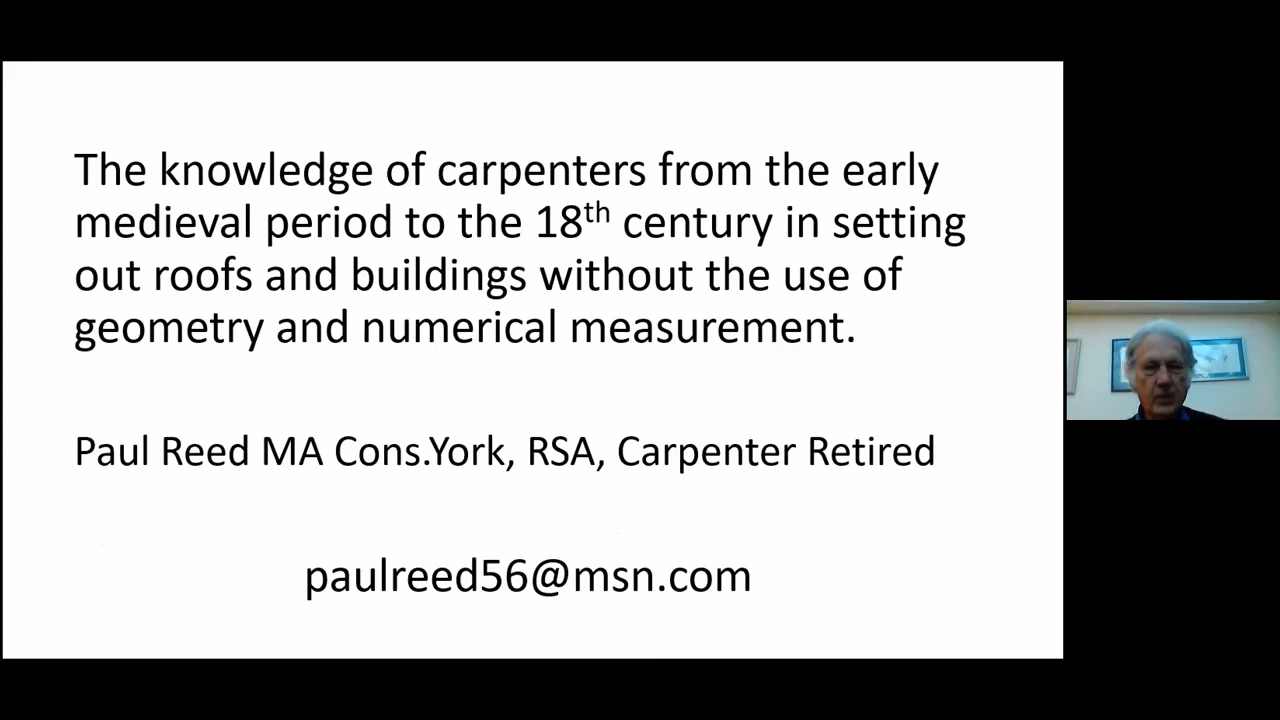 The knowledge of carpenters from the early
medieval period to the 18th century in setting
out roofs and buildings without the use of
geometry and numerical measurement.
Paul Reed MA Cons.York, RSA, Carpenter Retired
paulreed56@msn.com